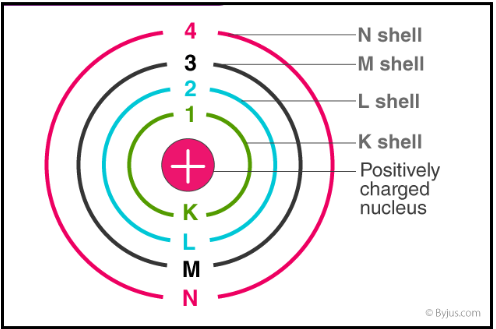 4
N shell
3
M shell
2
L shell
1
K shell
+
Positively
charged
nucleus
K
L
M
N
© Byjus.com